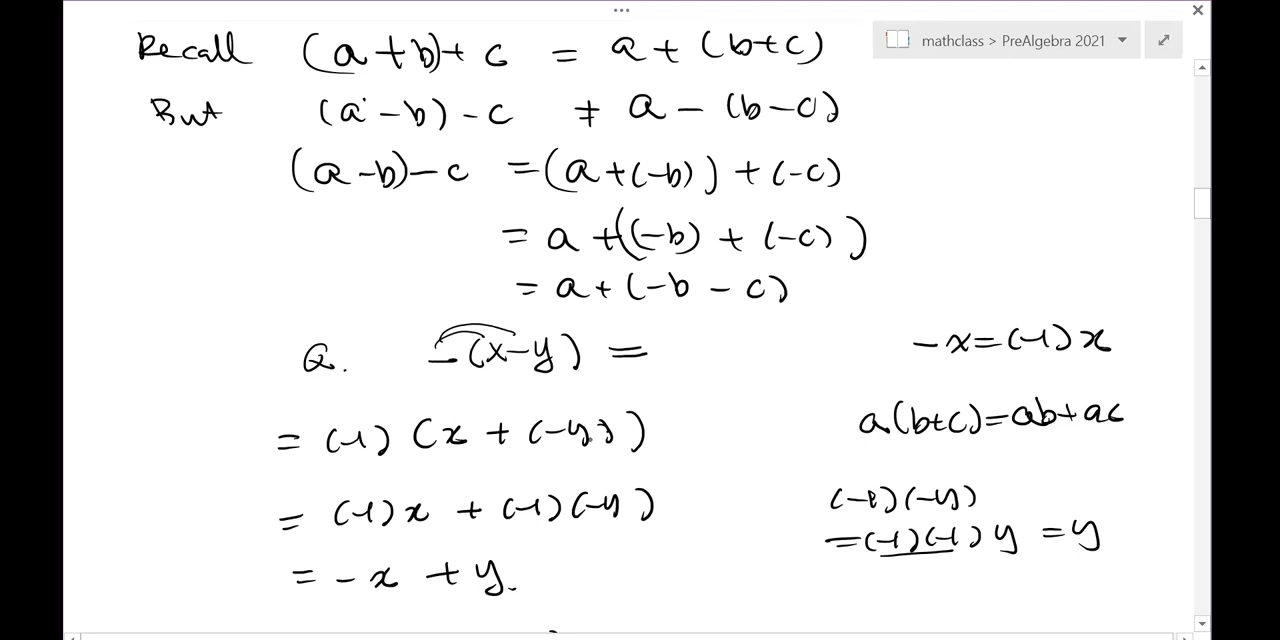 ...
mathclass > PreAlgebra 2021
Recall (a+b)+c = a+(b+c)
But (a-b)-c ≠ a-(b-c)
(a-b)-c = (a+(-b))+(-c)
= a+((-b)+(-c))
= a+(-b-c)
Q. -(x-y) =
-x=(-1)x
= (-1)(x+(-y))
a(b+c)=ab+ac
= (-1)x + (-1)(-y)
(-1)(-y)
=(-1)(-1)y = y
= -x + y.